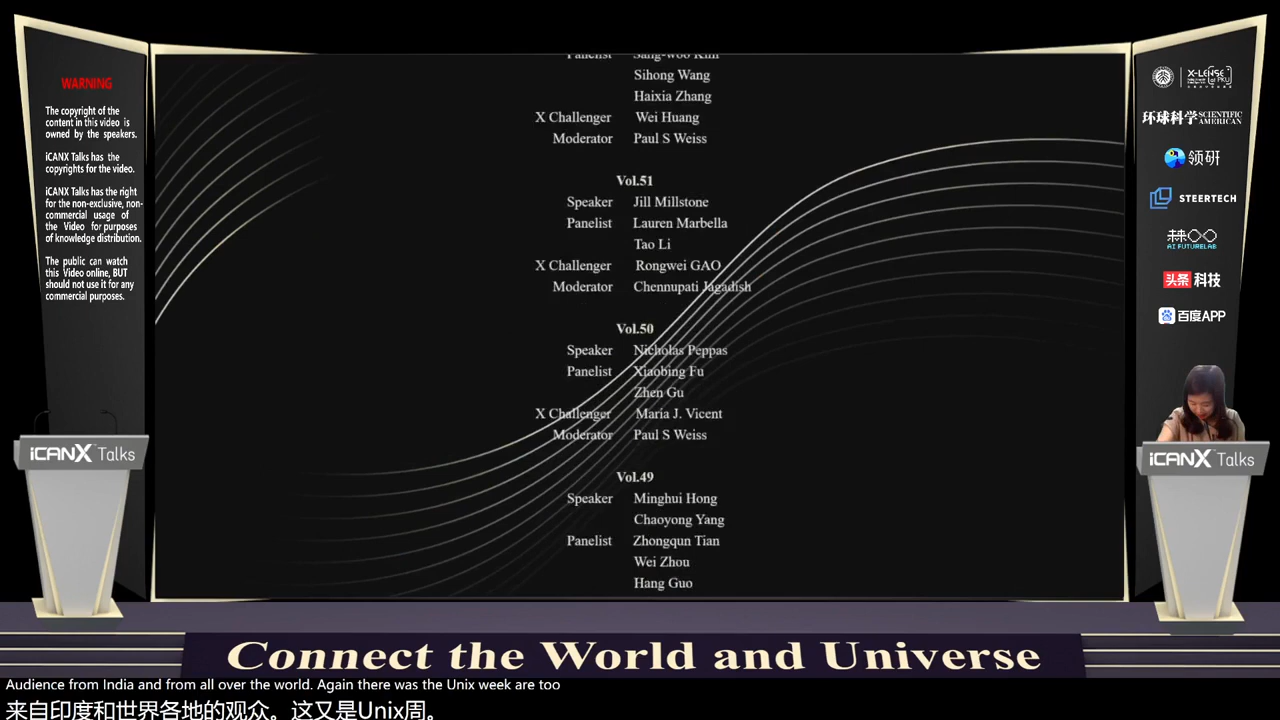 WARNING
The copyright of the
content in this video is
owned by the speakers.
iCANX Talks has the
copyrights for the video.
iCANX Talks has the right
for the non-exclusive, non-
commercial usage of
the Video for purposes
of knowledge distribution.
The public can watch
this Video online, BUT
should not use it for any
commercial purposes.
iCANX Talks
Panelist Sang-woo Kim
Sihong Wang
Haixia Zhang
X Challenger Wei Huang
Moderator Paul S Weiss
Vol.51
Speaker Jill Millstone
Panelist Lauren Marbella
Tao Li
X Challenger Rongwei GAO
Moderator Chennupati Jagadish
Vol.50
Speaker Nicholas Peppas
Panelist Xiaobing Fu
Zhen Gu
X Challenger Maria J. Vicent
Moderator Paul S Weiss
Vol.49
Speaker Minghui Hong
Chaoyong Yang
Panelist Zhongqun Tian
Wei Zhou
Hang Guo
X-LENSE
at PKU
环球科学 SCIENTIFIC AMERICAN
领研
STEERTECH
AI FUTURELAB
头条 科技
百度APP
iCANX Talks
Connect the World and Universe
Audience from India and from all over the world. Again there was the Unix week are too
来自印度和世界各地的观众。这又是Unix周。